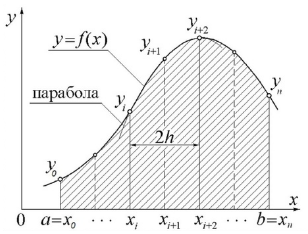 y
y=f(x)
y_{i+1}
y_{i+2}
парабола
y_i
y_n
2h
y_0
x
0 a=x_0 ··· x_i x_{i+1} x_{i+2} ··· b=x_n